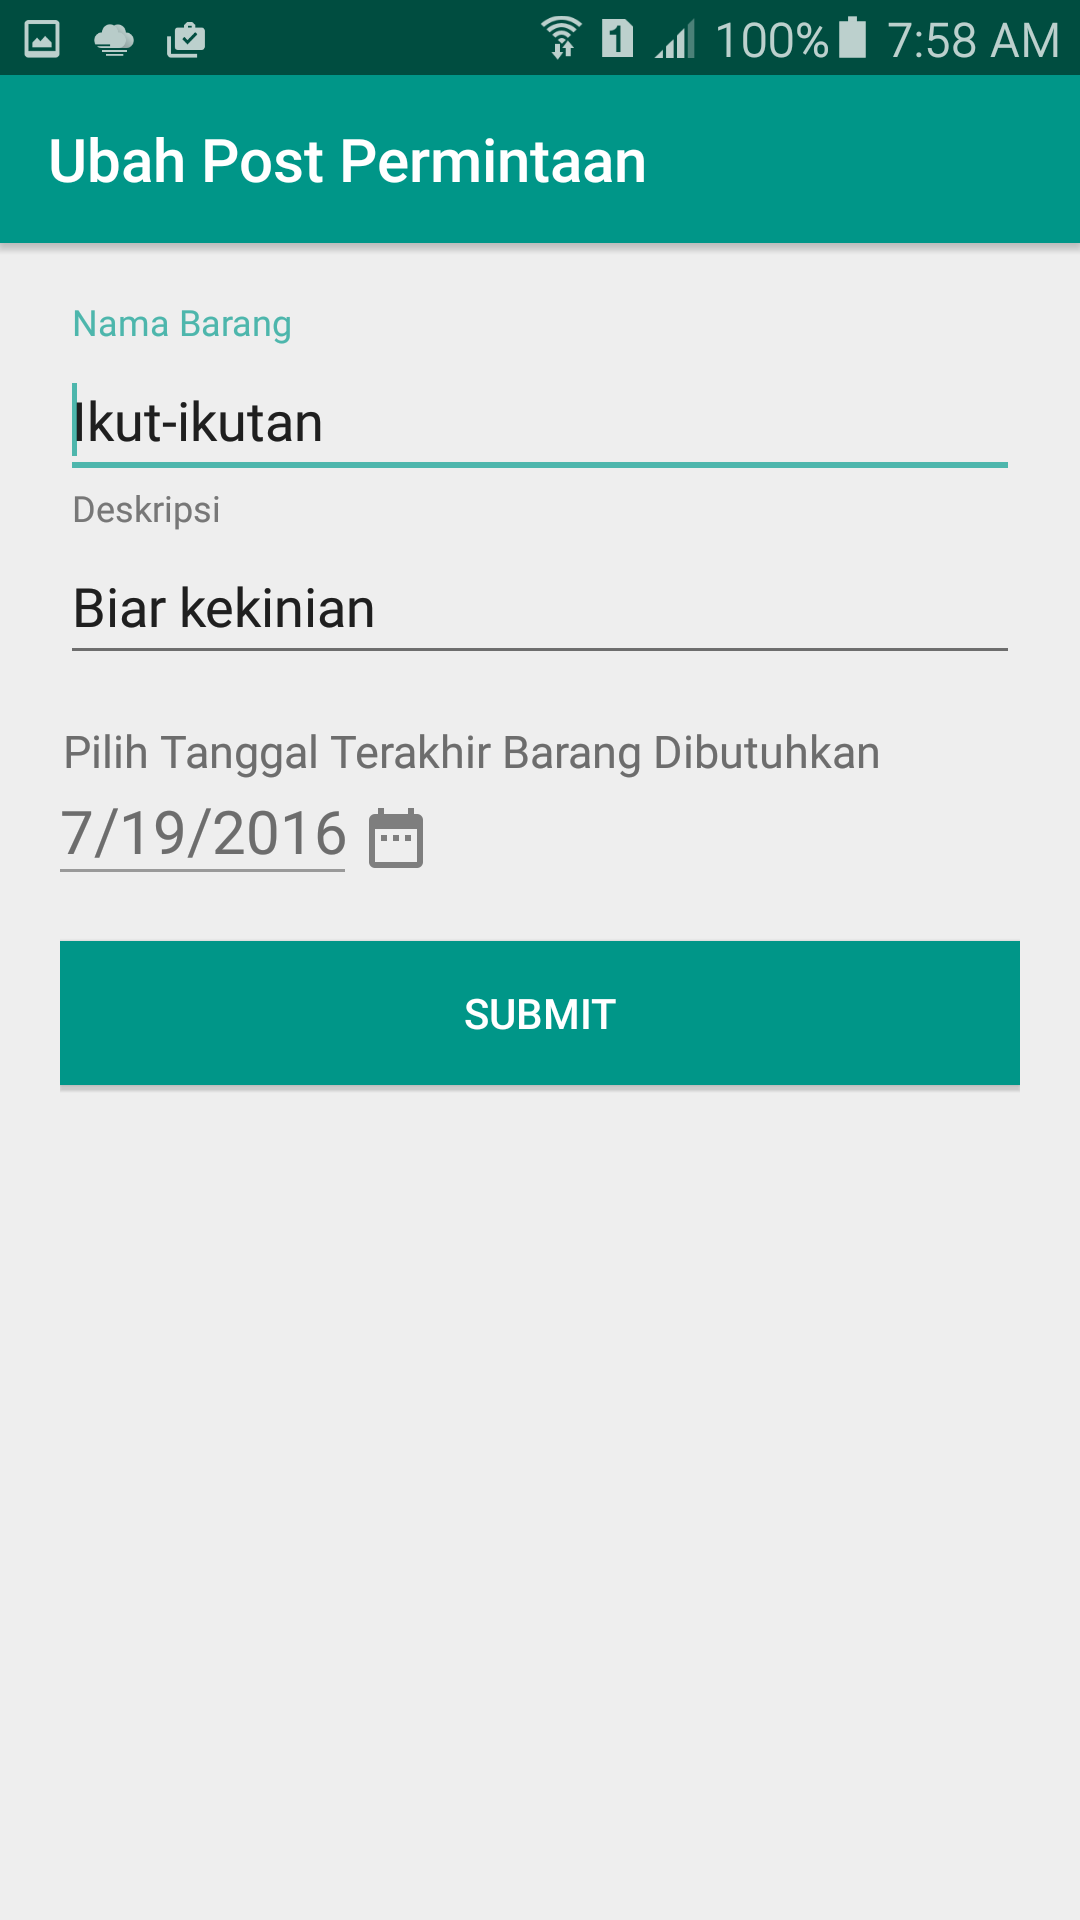 1 100% 7:58 AM
Ubah Post Permintaan
Nama Barang
Ikut-ikutan
Deskripsi
Biar kekinian
Pilih Tanggal Terakhir Barang Dibutuhkan
7/19/2016
SUBMIT